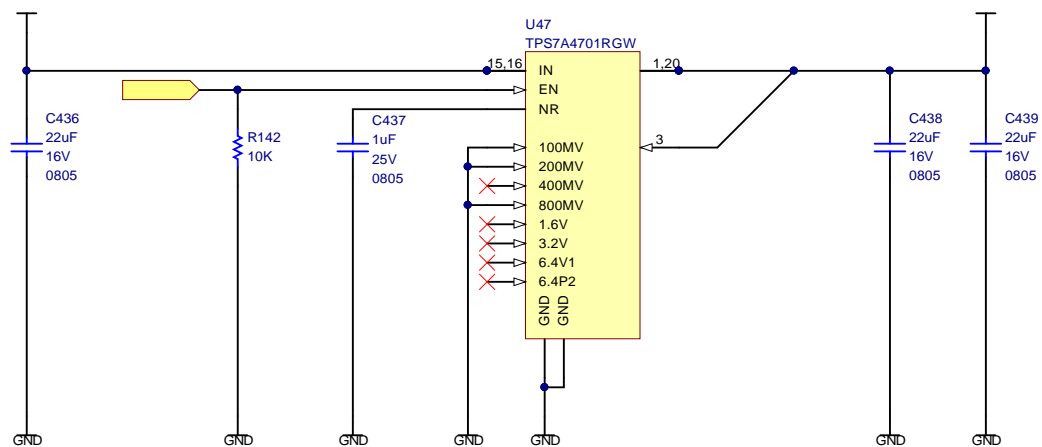 U47
TPS7A4701RGW
15,16
IN
1,20
EN
NR
C436
22uF
16V
0805
R142
10K
C437
1uF
25V
0805
100MV
200MV
400MV
800MV
1.6V
3.2V
6.4V1
6.4P2
3
C438
22uF
16V
0805
C439
22uF
16V
0805
GND
GND
GND
GND
GND
GND
GND
GND
GND